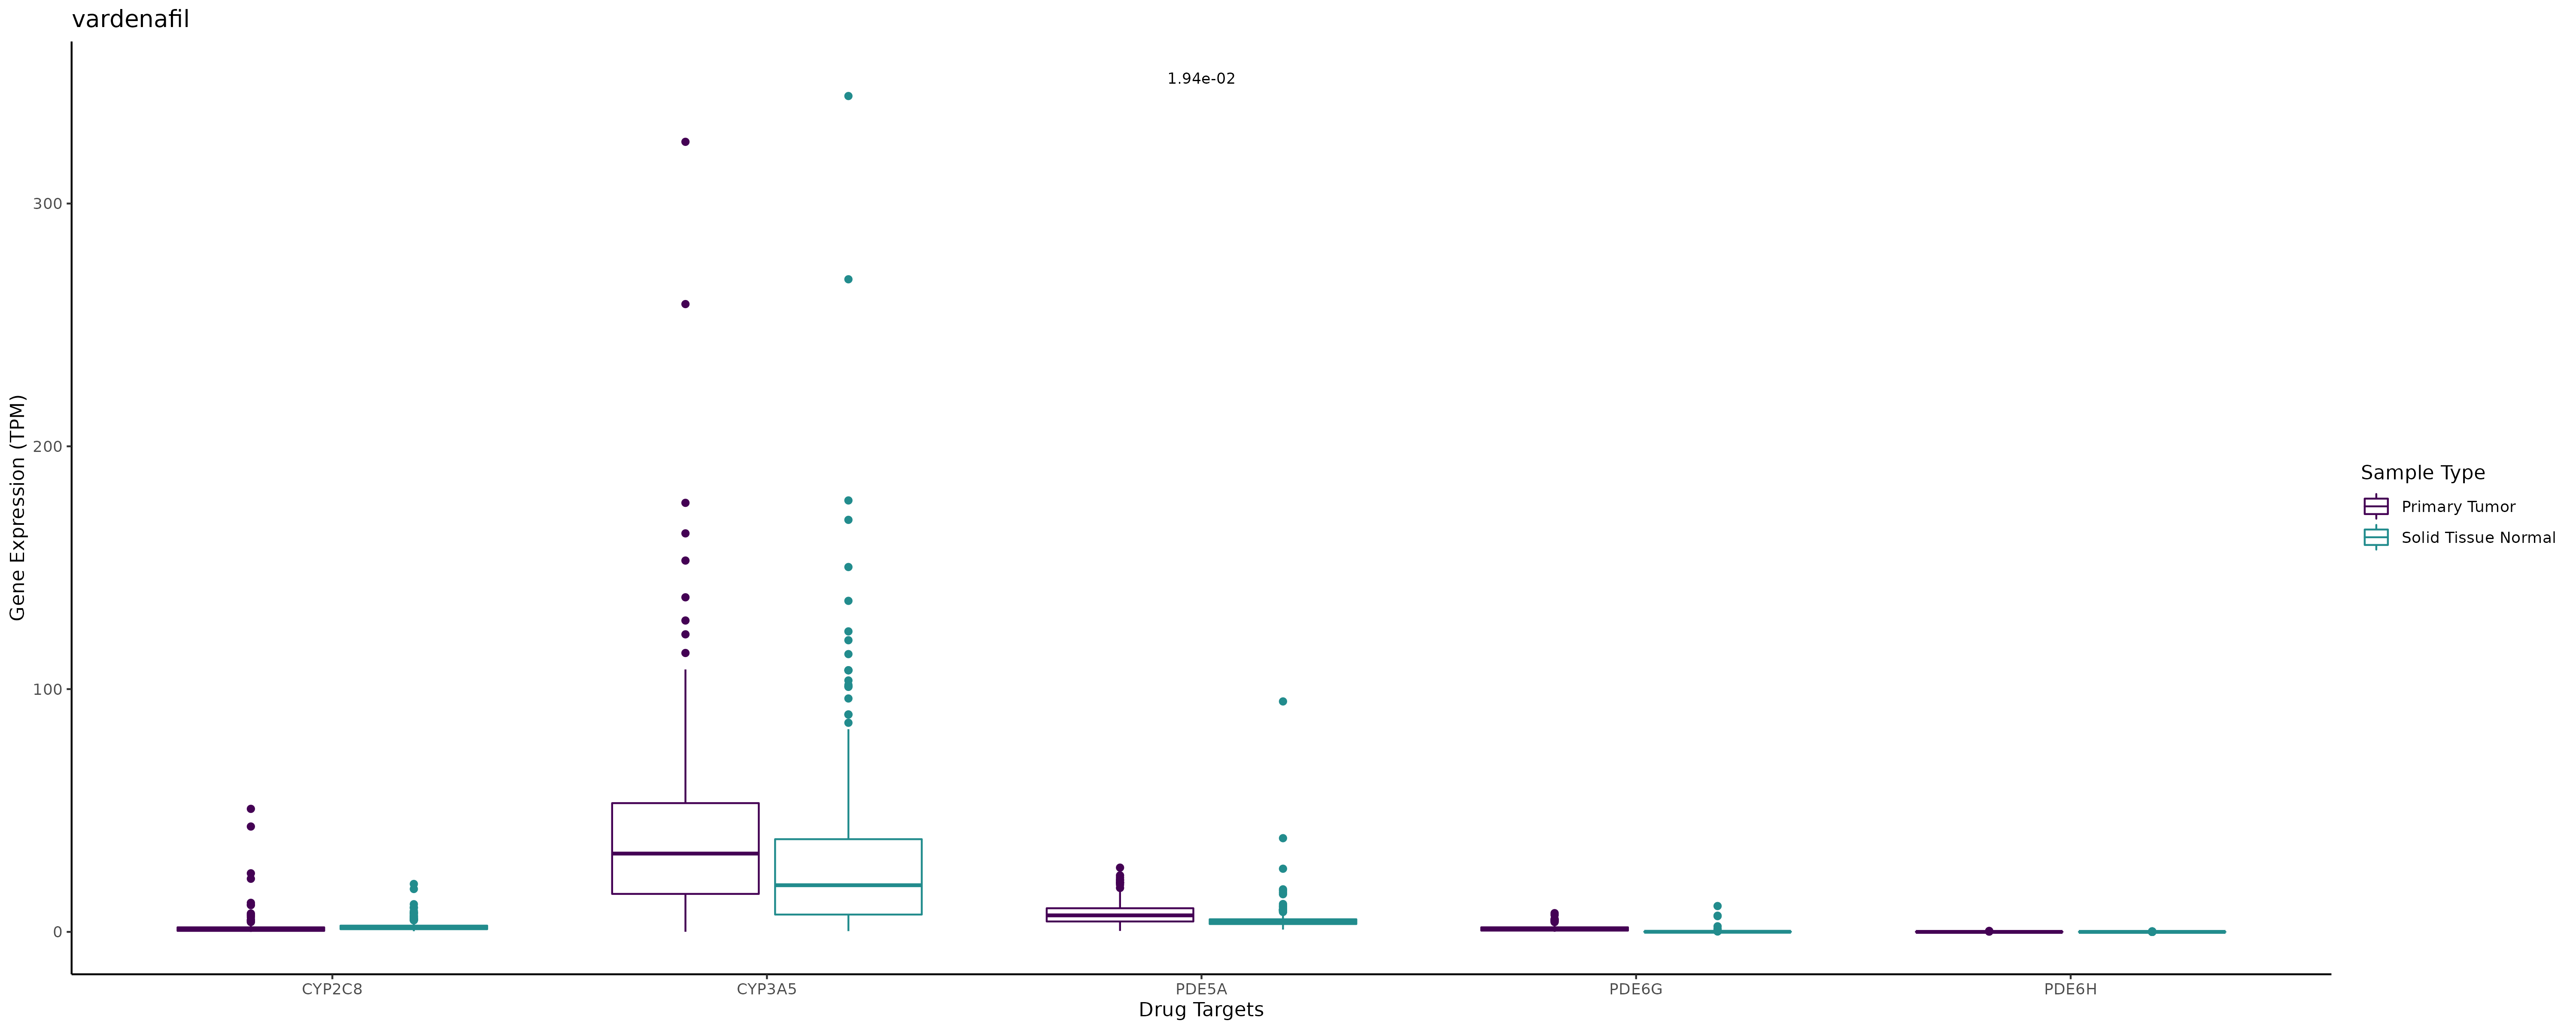 vardenafil
1.94e-02
300
200
100
0
Gene Expression (TPM)
CYP2C8
CYP3A5
PDE5A
PDE6G
PDE6H
Drug Targets
Sample Type
Primary Tumor
Solid Tissue Normal